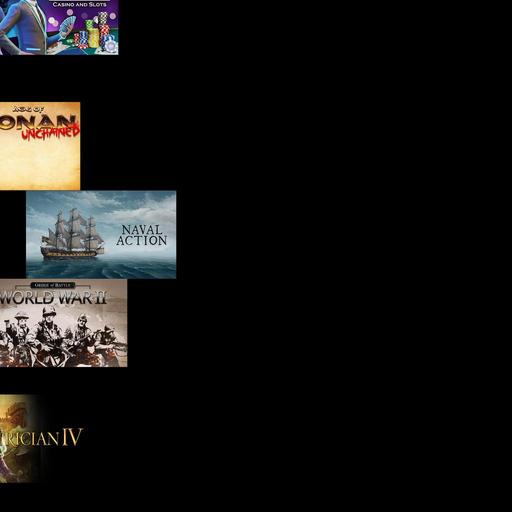 CASINO AND SLOTS
AGE OF
ONAN
UNCHAINED
NAVAL
ACTION
ORDER OF BATTLE
WORLD WAR II
RICIAN IV